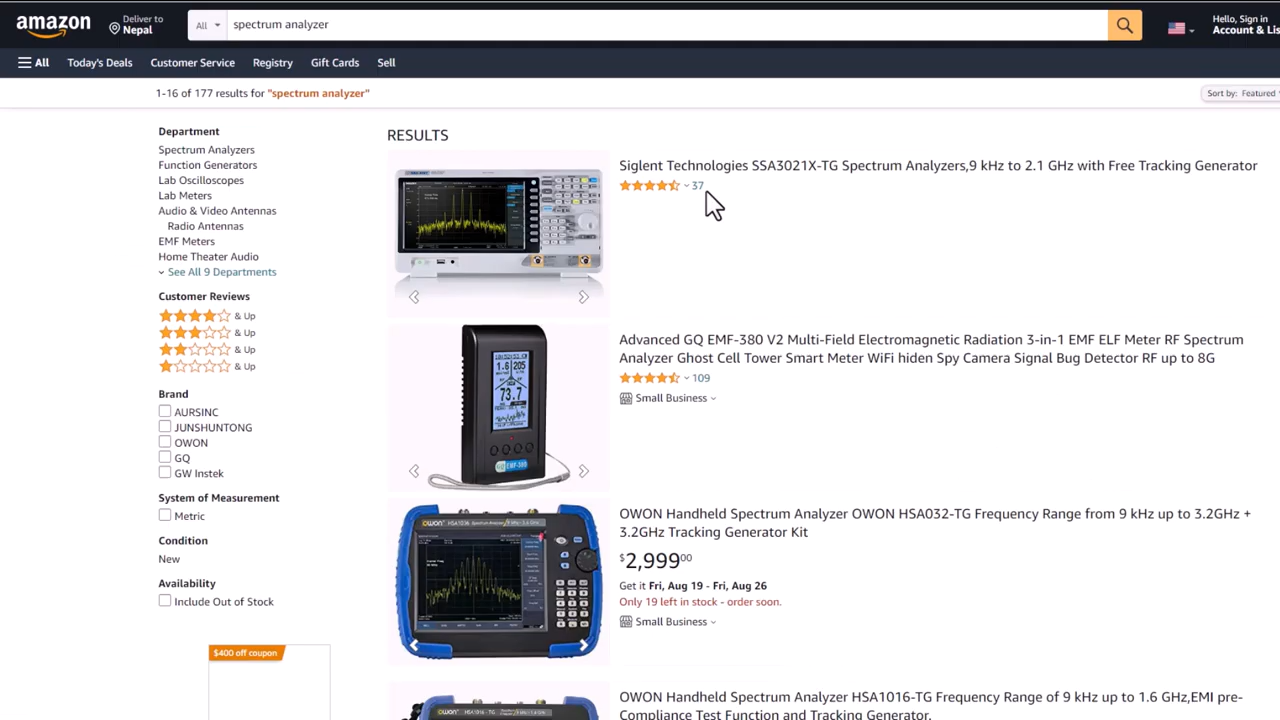 amazon
Deliver to
Nepal
All
spectrum analyzer
Hello, Sign in
Account & Lis
All
Today's Deals
Customer Service
Registry
Gift Cards
Sell
1-16 of 177 results for "spectrum analyzer"
Sort by: Featured
Department
Spectrum Analyzers
Function Generators
Lab Oscilloscopes
Lab Meters
Audio & Video Antennas
Radio Antennas
EMF Meters
Home Theater Audio
See All 9 Departments
Customer Reviews
& Up
& Up
& Up
& Up
Brand
AURSINC
JUNSHUNTONG
OWON
GQ
GW Instek
System of Measurement
Metric
Condition
New
Availability
Include Out of Stock
$400 off coupon
RESULTS
Siglent Technologies SSA3021X-TG Spectrum Analyzers,9 kHz to 2.1 GHz with Free Tracking Generator
37
Advanced GQ EMF-380 V2 Multi-Field Electromagnetic Radiation 3-in-1 EMF ELF Meter RF Spectrum
Analyzer Ghost Cell Tower Smart Meter WiFi hiden Spy Camera Signal Bug Detector RF up to 8G
109
Small Business
1.6
205
73.7
GQ EMF-380
OWON Handheld Spectrum Analyzer OWON HSA032-TG Frequency Range from 9 kHz up to 3.2GHz +
3.2GHz Tracking Generator Kit
$2,99900
Get it Fri, Aug 19 - Fri, Aug 26
Only 19 left in stock - order soon.
Small Business
OWON
OWON Handheld Spectrum Analyzer HSA1016-TG Frequency Range of 9 kHz up to 1.6 GHz,EMI pre-
Compliance Test Function and Tracking Generator.